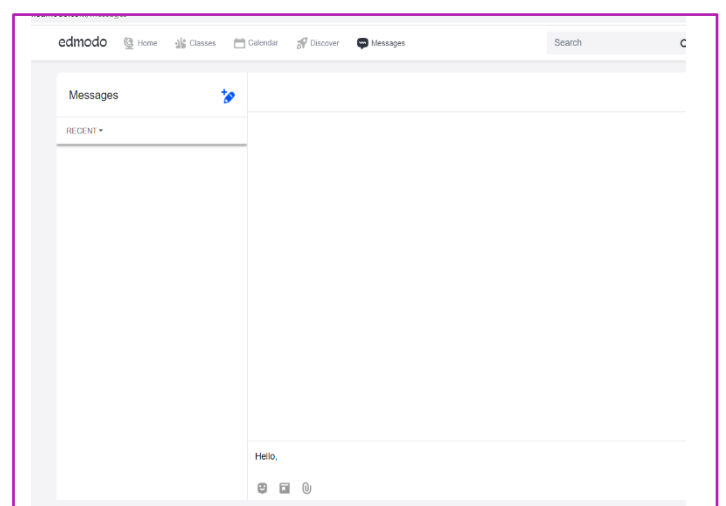 edmodo Home Classes Calendar Discover Messages Search
Messages
RECENT
Hello,